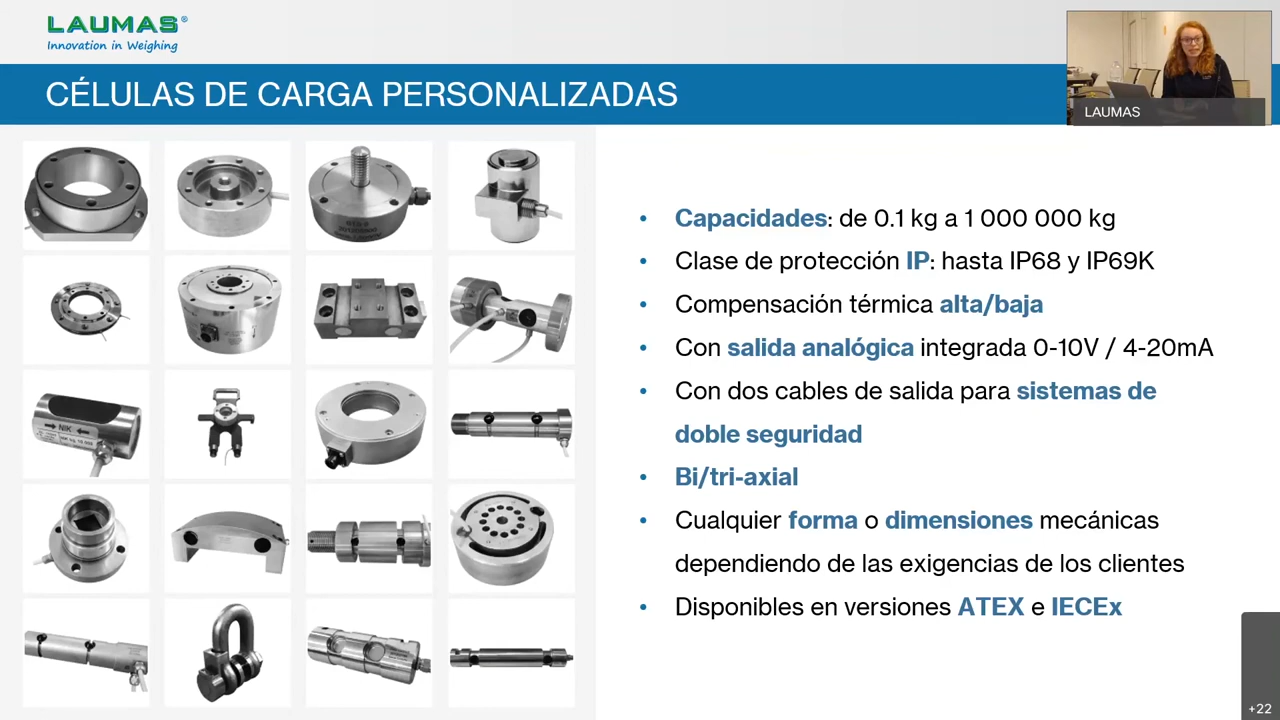 LAUMAS®
Innovation in Weighing
CÉLULAS DE CARGA PERSONALIZADAS
LAUMAS
NIK
• Capacidades: de 0.1 kg a 1 000 000 kg
• Clase de protección IP: hasta IP68 y IP69K
• Compensación térmica alta/baja
• Con salida analógica integrada 0-10V / 4-20mA
• Con dos cables de salida para sistemas de
doble seguridad
• Bi/tri-axial
• Cualquier forma o dimensiones mecánicas
dependiendo de las exigencias de los clientes
• Disponibles en versiones ATEX e IECEx
+22